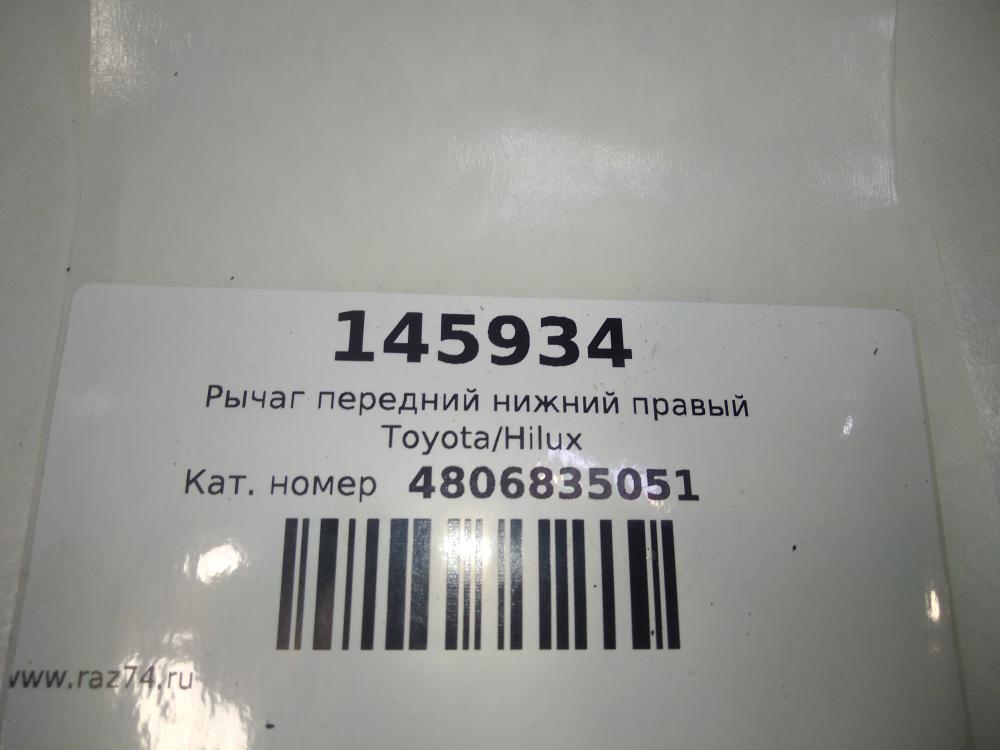 145934
Рычаг передний нижний правый
Toyota/Hilux
Кат. номер 4806835051
www.raz74.ru